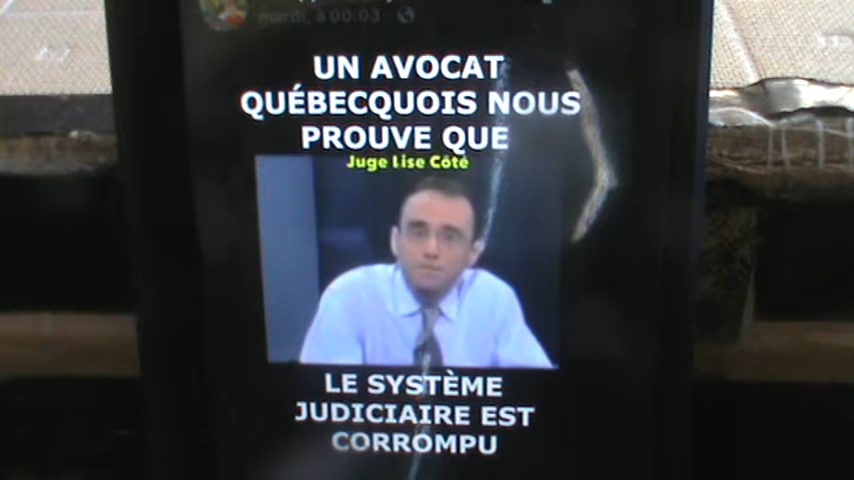 mardi, à 00:03
UN AVOCAT
QUÉBECQUOIS NOUS
PROUVE QUE
Juge Lise Côté
LE SYSTÈME
JUDICIAIRE EST
CORROMPU